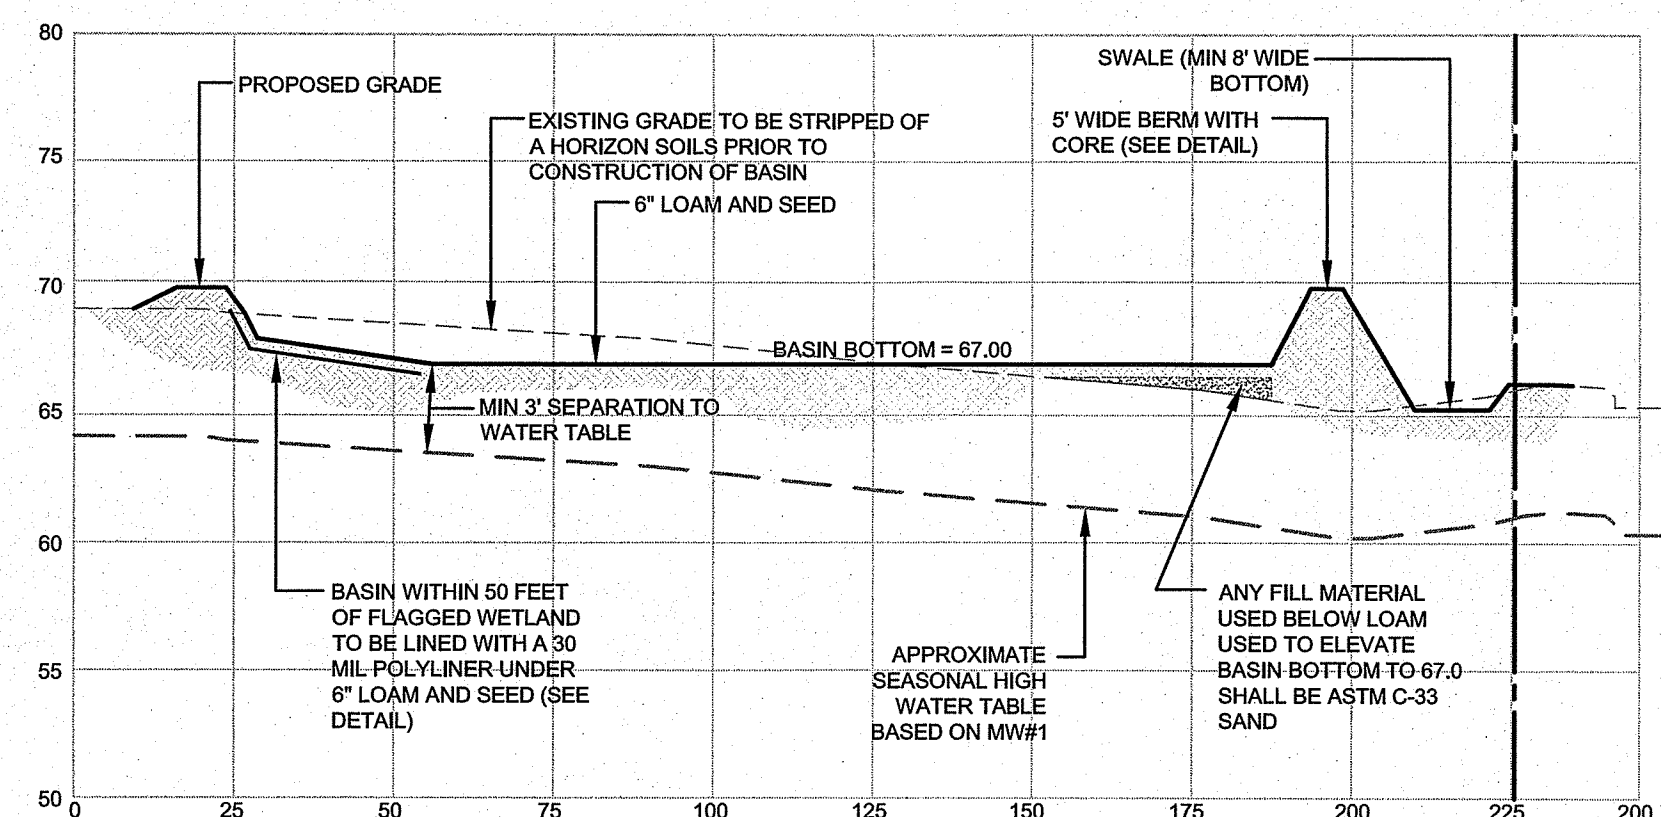 80
75
70
65
60
55
50
PROPOSED GRADE
EXISTING GRADE TO BE STRIPPED OF
A HORIZON SOILS PRIOR TO
CONSTRUCTION OF BASIN
6" LOAM AND SEED
SWALE (MIN 8' WIDE
BOTTOM)
5' WIDE BERM WITH
CORE (SEE DETAIL)
BASIN BOTTOM = 67.00
MIN 3' SEPARATION TO
WATER TABLE
BASIN WITHIN 50 FEET
OF FLAGGED WETLAND
TO BE LINED WITH A 30
MIL POLYLINER UNDER
6" LOAM AND SEED (SEE
DETAIL)
APPROXIMATE
SEASONAL HIGH
WATER TABLE
BASED ON MW#1
ANY FILL MATERIAL
USED BELOW LOAM
USED TO ELEVATE
BASIN BOTTOM TO 67.0
SHALL BE ASTM C-33
SAND
0 25 50 75 100 125 150 175 200 225 200